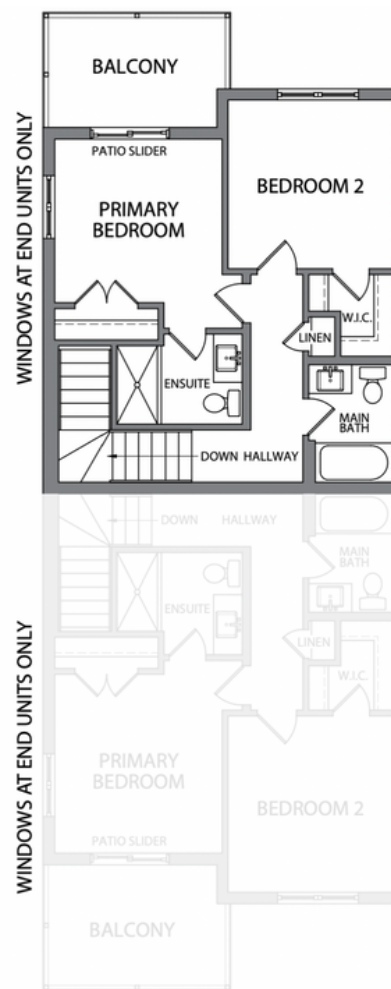 BALCONY
WINDOWS AT END UNITS ONLY
PATIO SLIDER
PRIMARY
BEDROOM
BEDROOM 2
W.I.C.
LINEN
ENSUITE
MAIN
BATH
DOWN HALLWAY
DOWN HALLWAY
MAIN
BATH
ENSUITE
LINEN
W.I.C.
WINDOWS AT END UNITS ONLY
PRIMARY
BEDROOM
BEDROOM 2
PATIO SLIDER
BALCONY